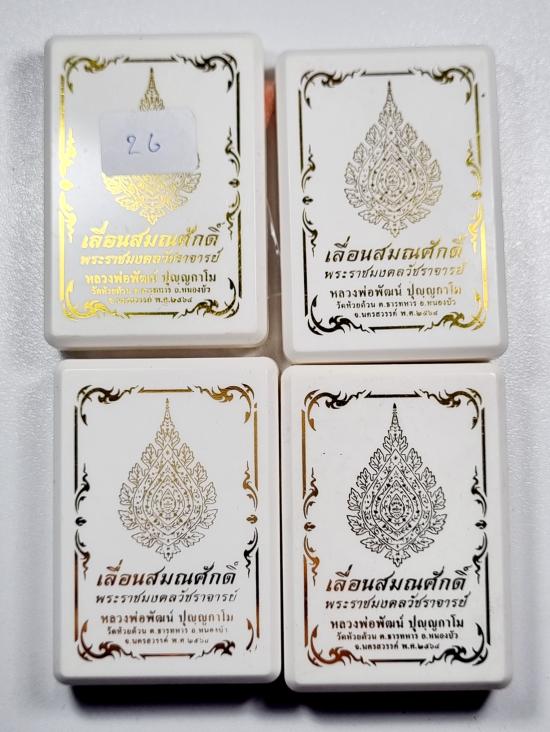 26
เลื่อนสมณศักดิ์
พระราชมงคลวัชราจารย์
หลวงพ่อพัฒน์ ปุญฺญกาโม
วัดห้วยด้วน ต.ธารทหาร อ.หนองบัว
จ.นครสวรรค์ พ.ศ.๒๕๖๔
เลื่อนสมณศักดิ์
พระราชมงคลวัชราจารย์
หลวงพ่อพัฒน์ ปุญฺญกาโม
วัดห้วยด้วน ต.ธารทหาร อ.หนองบัว
จ.นครสวรรค์ พ.ศ.๒๕๖๔
เลื่อนสมณศักดิ์
พระราชมงคลวัชราจารย์
หลวงพ่อพัฒน์ ปุญฺญกาโม
วัดห้วยด้วน ต.ธารทหาร อ.หนองบัว
จ.นครสวรรค์ พ.ศ.๒๕๖๔
เลื่อนสมณศักดิ์
พระราชมงคลวัชราจารย์
หลวงพ่อพัฒน์ ปุญฺญกาโม
วัดห้วยด้วน ต.ธารทหาร อ.หนองบัว
จ.นครสวรรค์ พ.ศ.๒๕๖๔